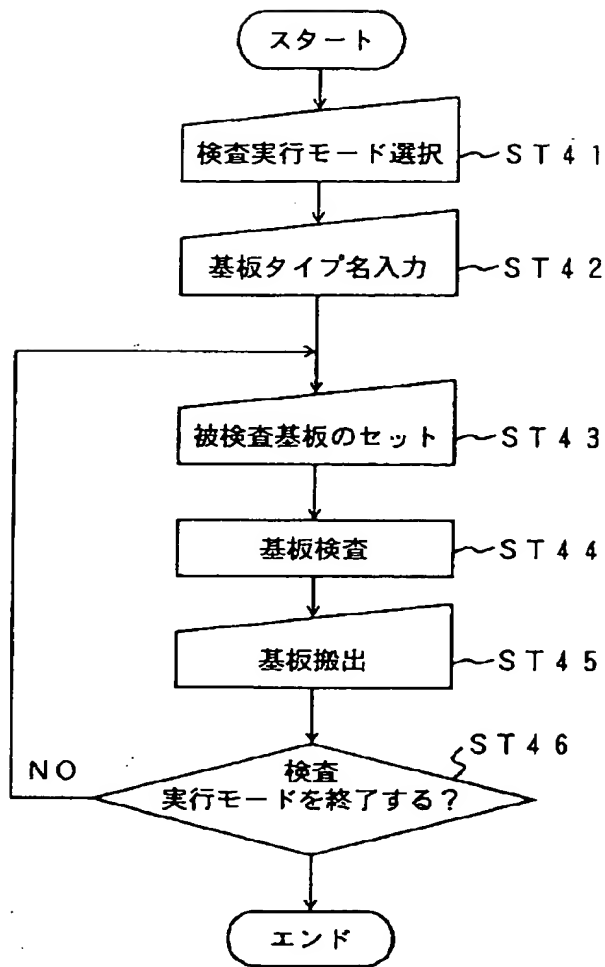 スタート
検査実行モード選択 ST41
基板タイプ名入力 ST42
被検査基板のセット ST43
基板検査 ST44
基板搬出 ST45
ST46
検査
実行モードを終了する?
NO
エンド